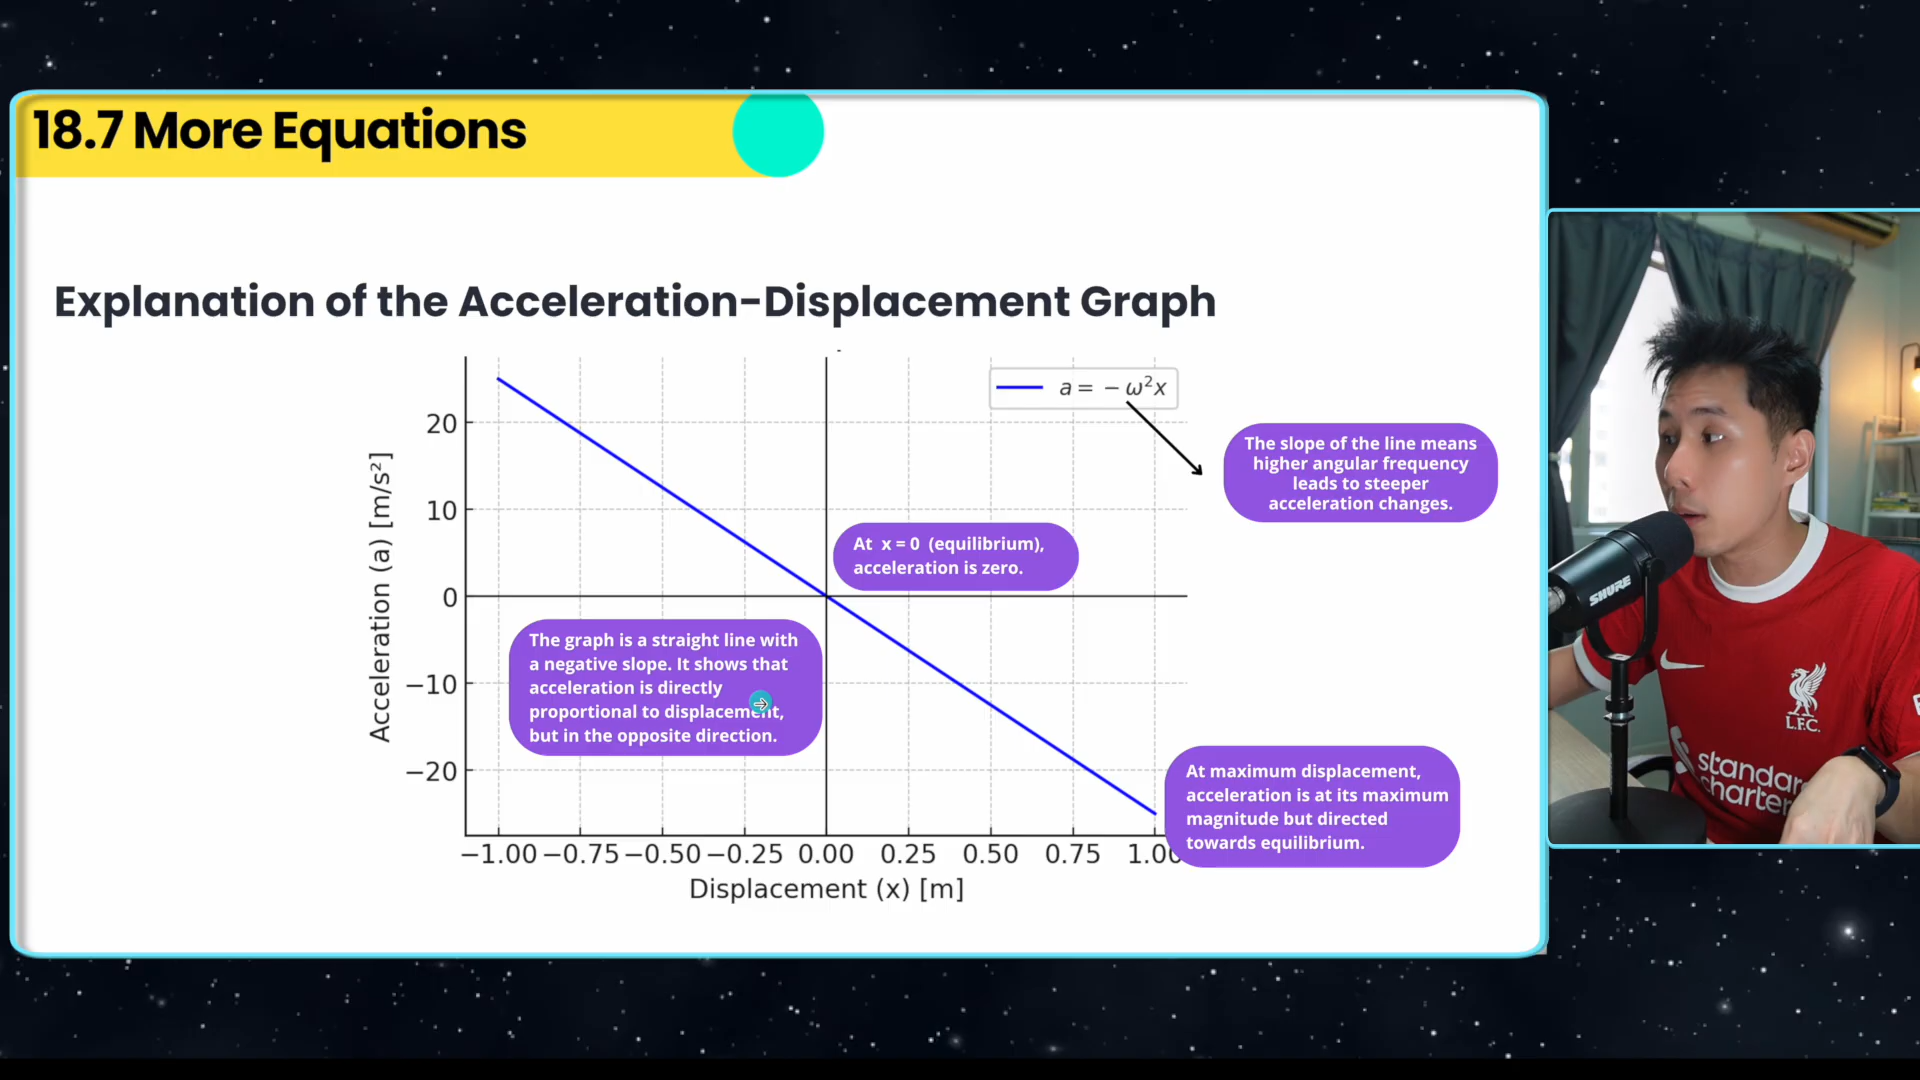 18.7 More Equations
Explanation of the Acceleration-Displacement Graph
a = −ω²x
The slope of the line means
higher angular frequency
leads to steeper
acceleration changes.
At x = 0 (equilibrium),
acceleration is zero.
The graph is a straight line with
a negative slope. It shows that
acceleration is directly
proportional to displacement,
but in the opposite direction.
At maximum displacement,
acceleration is at its maximum
magnitude but directed
towards equilibrium.
Acceleration (a) [m/s²]
20
10
0
−10
−20
−1.00 −0.75 −0.50 −0.25 0.00 0.25 0.50 0.75 1.00
Displacement (x) [m]
SHURE
L.F.C.
standard
charter